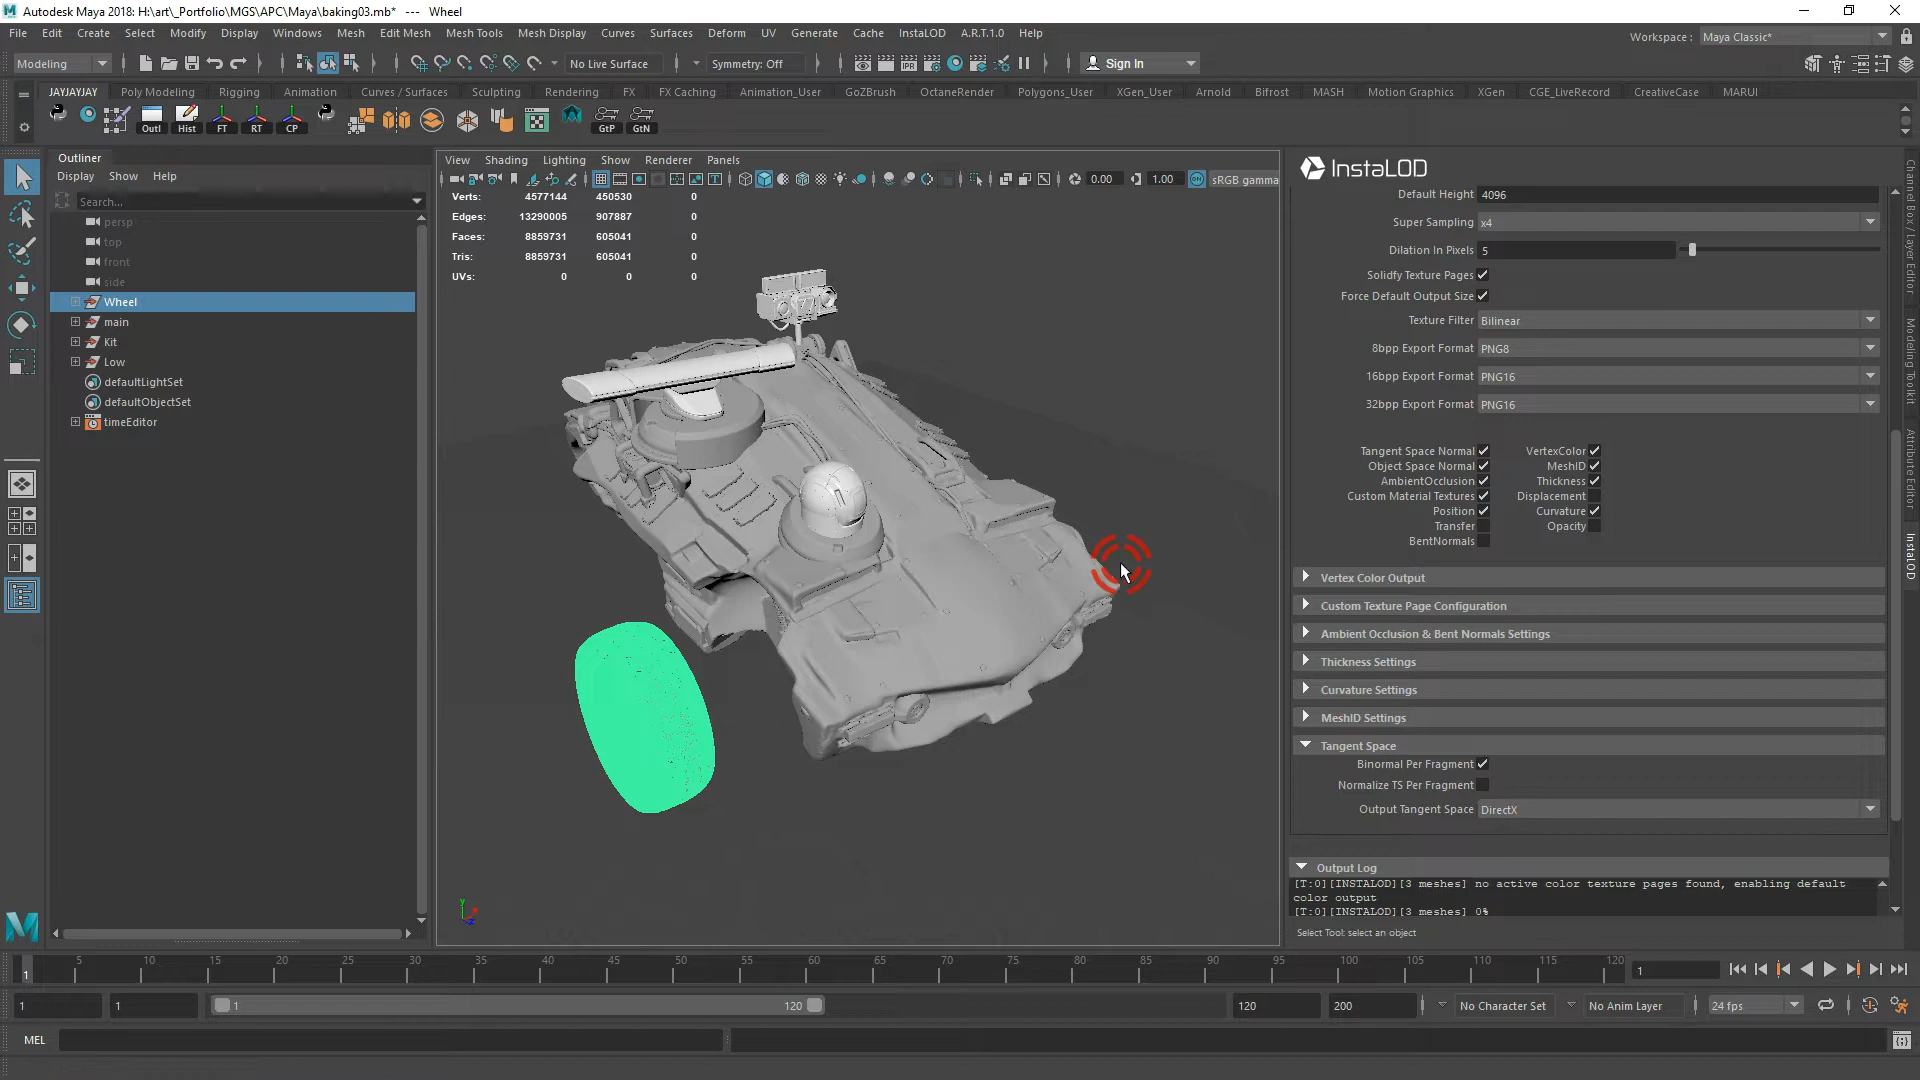 Autodesk Maya 2018: H:\art\_Portfolio\MGS\APC\Maya\baking03.mb*   ---   Wheel
File Edit Create Select Modify Display Windows Mesh Edit Mesh Mesh Tools Mesh Display Curves Surfaces Deform UV Generate Cache InstaLOD A.R.T.1.0 Help
Workspace : Maya Classic*
Modeling No Live Surface Symmetry: Off Sign In
JAYJAYJAY Poly Modeling Rigging Animation Curves / Surfaces Sculpting Rendering FX FX Caching Animation_User GoZBrush OctaneRender Polygons_User XGen_User Arnold Bifrost MASH Motion Graphics XGen CGE_LiveRecord CreativeCase MARUI
Outl Hist FT RT CP GtP GtN
Outliner
Display Show Help
Search...
persp
top
front
side
Wheel
main
Kit
Low
defaultLightSet
defaultObjectSet
timeEditor
View Shading Lighting Show Renderer Panels
0.00 1.00 sRGB gamma
Verts: 4577144 450530 0
Edges: 13290005 907887 0
Faces: 8859731 605041 0
Tris: 8859731 605041 0
UVs: 0 0 0
InstaLOD
Default Height 4096
Super Sampling x4
Dilation In Pixels 5
Solidfy Texture Pages
Force Default Output Size
Texture Filter Bilinear
8bpp Export Format PNG8
16bpp Export Format PNG16
32bpp Export Format PNG16
Tangent Space Normal VertexColor
Object Space Normal MeshID
AmbientOcclusion Thickness
Custom Material Textures Displacement
Position Curvature
Transfer Opacity
BentNormals
Vertex Color Output
Custom Texture Page Configuration
Ambient Occlusion & Bent Normals Settings
Thickness Settings
Curvature Settings
MeshID Settings
Tangent Space
Binormal Per Fragment
Normalize TS Per Fragment
Output Tangent Space DirectX
Output Log
[T:0][INSTALOD][3 meshes] no active color texture pages found, enabling default
color output
[T:0][INSTALOD][3 meshes] 0%
Select Tool: select an object
Channel Box / Layer Editor
Modeling Toolkit
Attribute Editor
InstaLOD
5 10 15 20 25 30 35 40 45 50 55 60 65 70 75 80 85 90 95 100 105 110 115 120
1 1
1 1 1 120 120 200 No Character Set No Anim Layer 24 fps
MEL